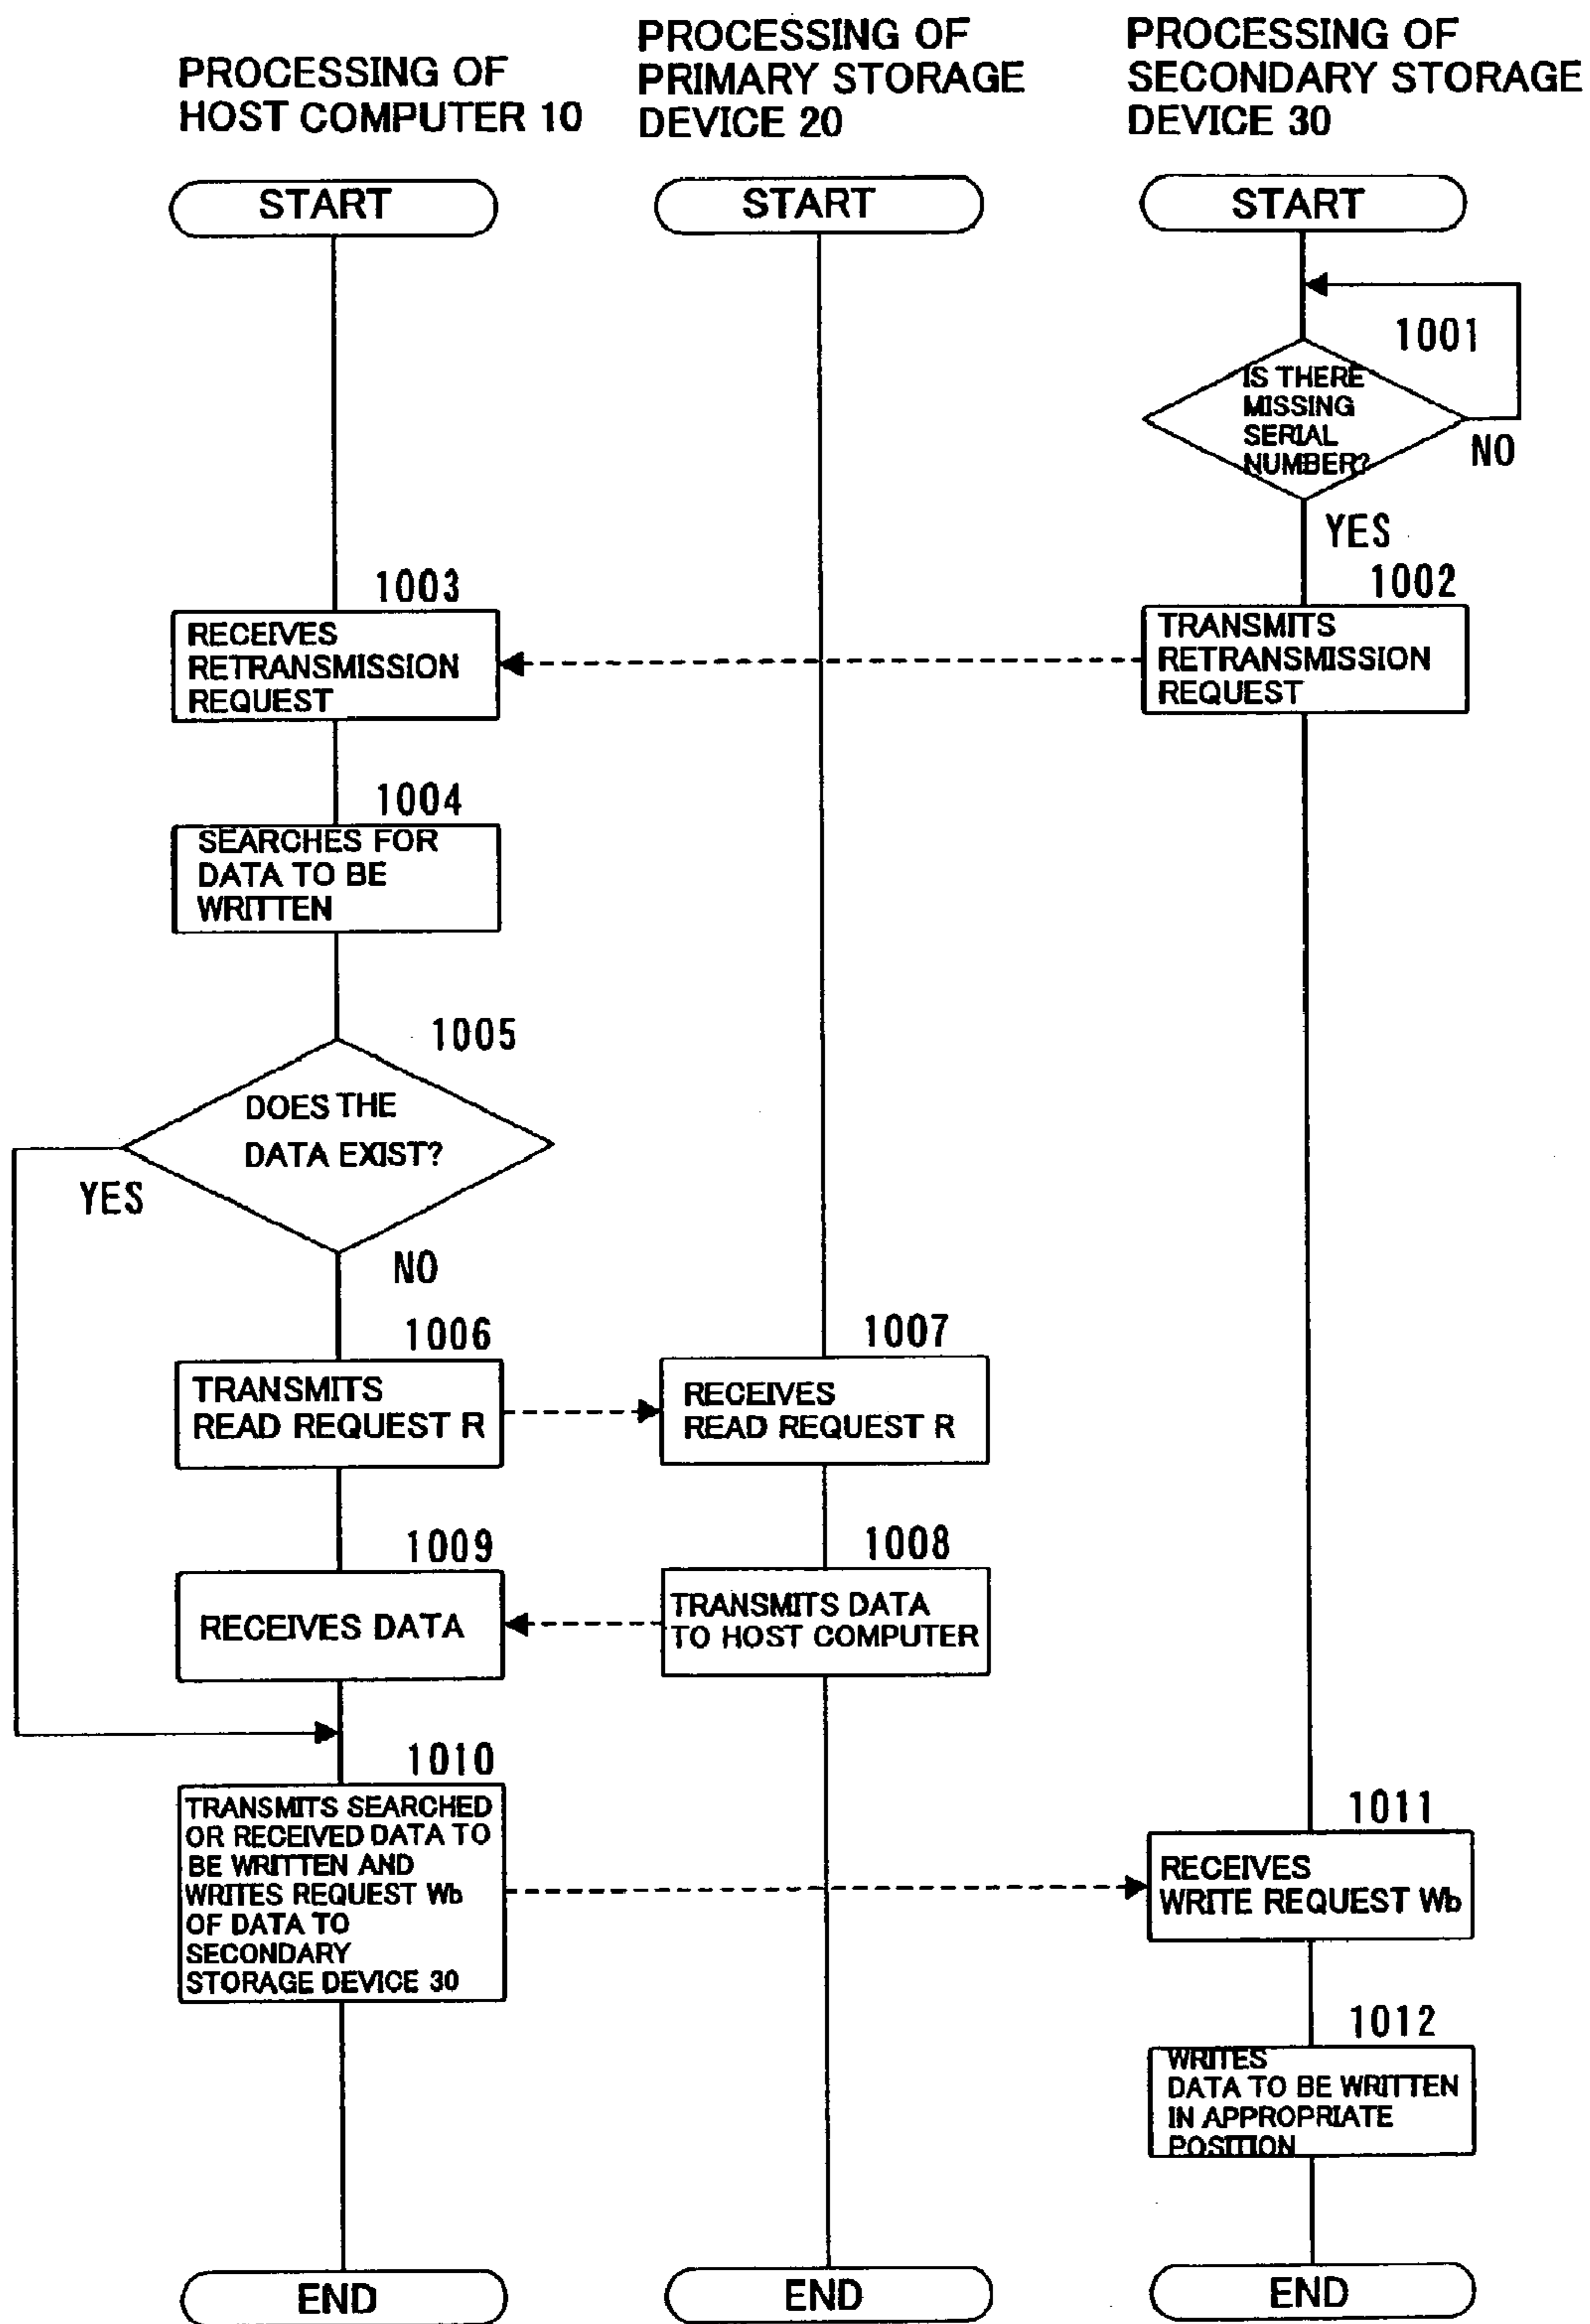 PROCESSING OF
HOST COMPUTER 10
PROCESSING OF
PRIMARY STORAGE
DEVICE 20
PROCESSING OF
SECONDARY STORAGE
DEVICE 30
START
START
START
1001
IS THERE
MISSING
SERIAL
NUMBER?
NO
YES
1003
RECEIVES
RETRANSMISSION
REQUEST
1002
TRANSMITS
RETRANSMISSION
REQUEST
1004
SEARCHES FOR
DATA TO BE
WRITTEN
1005
DOES THE
DATA EXIST?
YES
NO
1006
TRANSMITS
READ REQUEST R
1007
RECEIVES
READ REQUEST R
1009
RECEIVES DATA
1008
TRANSMITS DATA
TO HOST COMPUTER
1010
TRANSMITS SEARCHED
OR RECEIVED DATA TO
BE WRITTEN AND
WRITES REQUEST Wb
OF DATA TO
SECONDARY
STORAGE DEVICE 30
1011
RECEIVES
WRITE REQUEST Wb
1012
WRITES
DATA TO BE WRITTEN
IN APPROPRIATE
POSITION
END
END
END